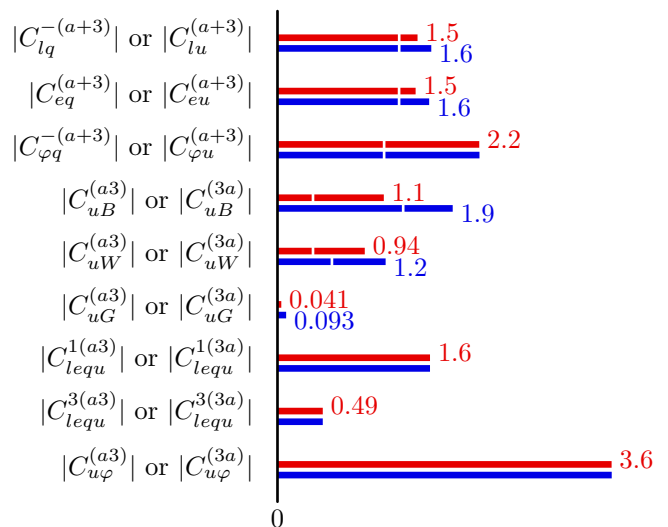 |C_{lq}^{-(a+3)}| or |C_{lu}^{(a+3)}| 1.5
1.6
|C_{eq}^{(a+3)}| or |C_{eu}^{(a+3)}| 1.5
1.6
|C_{φq}^{-(a+3)}| or |C_{φu}^{(a+3)}| 2.2
|C_{uB}^{(a3)}| or |C_{uB}^{(3a)}| 1.1
1.9
|C_{uW}^{(a3)}| or |C_{uW}^{(3a)}| 0.94
1.2
|C_{uG}^{(a3)}| or |C_{uG}^{(3a)}| 0.041
0.093
|C_{lequ}^{1(a3)}| or |C_{lequ}^{1(3a)}| 1.6
|C_{lequ}^{3(a3)}| or |C_{lequ}^{3(3a)}| 0.49
|C_{uφ}^{(a3)}| or |C_{uφ}^{(3a)}| 3.6
0